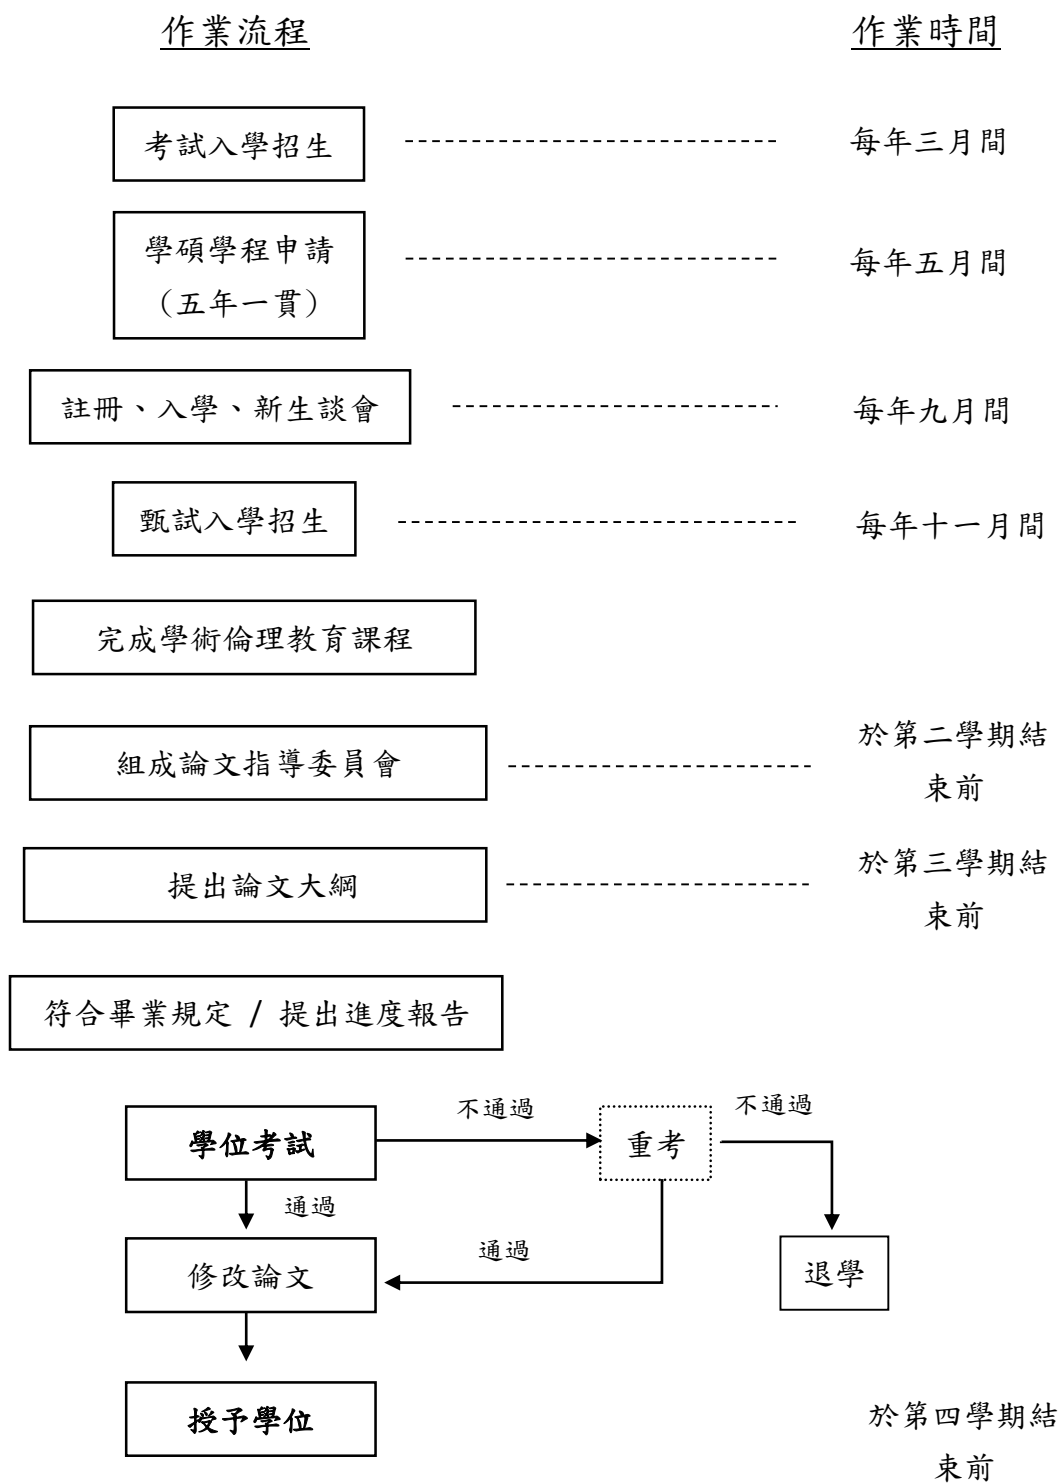 作業流程
作業時間
考試入學招生
每年三月間
學碩學程申請
（五年一貫）
每年五月間
註冊、入學、新生談會
每年九月間
甄試入學招生
每年十一月間
完成學術倫理教育課程
組成論文指導委員會
於第二學期結
束前
提出論文大綱
於第三學期結
束前
符合畢業規定 / 提出進度報告
學位考試
不通過
重考
不通過
通過
修改論文
通過
退學
授予學位
於第四學期結
束前